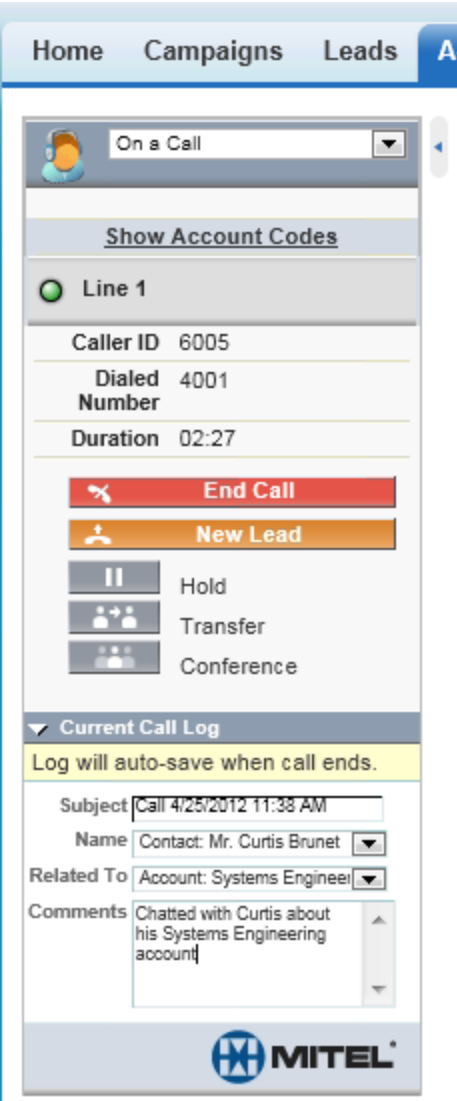 Home Campaigns Leads A
On a Call
Show Account Codes
Line 1
Caller ID 6005
Dialed Number 4001
Duration 02:27
End Call
New Lead
Hold
Transfer
Conference
Current Call Log
Log will auto-save when call ends.
Subject Call 4/25/2012 11:38 AM
Name Contact: Mr. Curtis Brunet
Related To Account: Systems Engineer
Comments Chatted with Curtis about
his Systems Engineering
account
MITEL